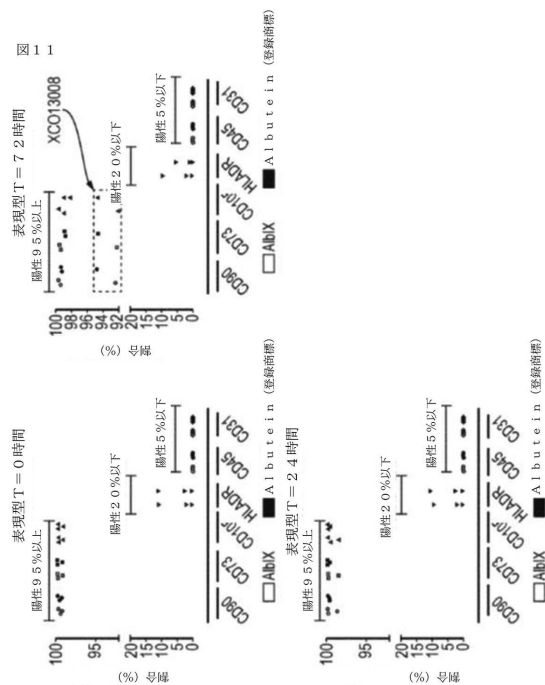 図11
表現型T=0時間
陽性95%以上
陽性20%以下
陽性5%以下
割合 (%)
100
95
20
15
10
5
0
CD90
CD73
CD105
HLADR
CD45
CD31
AlbIX
Albutein (登録商標)
表現型T=72時間
XCO13008
陽性95%以上
陽性20%以下
陽性5%以下
割合 (%)
100
98
96
94
92
20
15
10
5
0
CD90
CD73
CD105
HLADR
CD45
CD31
AlbIX
Albutein (登録商標)
表現型T=24時間
陽性95%以上
陽性20%以下
陽性5%以下
割合 (%)
100
95
20
15
10
5
0
CD90
CD73
CD105
HLADR
CD45
CD31
AlbIX
Albutein (登録商標)